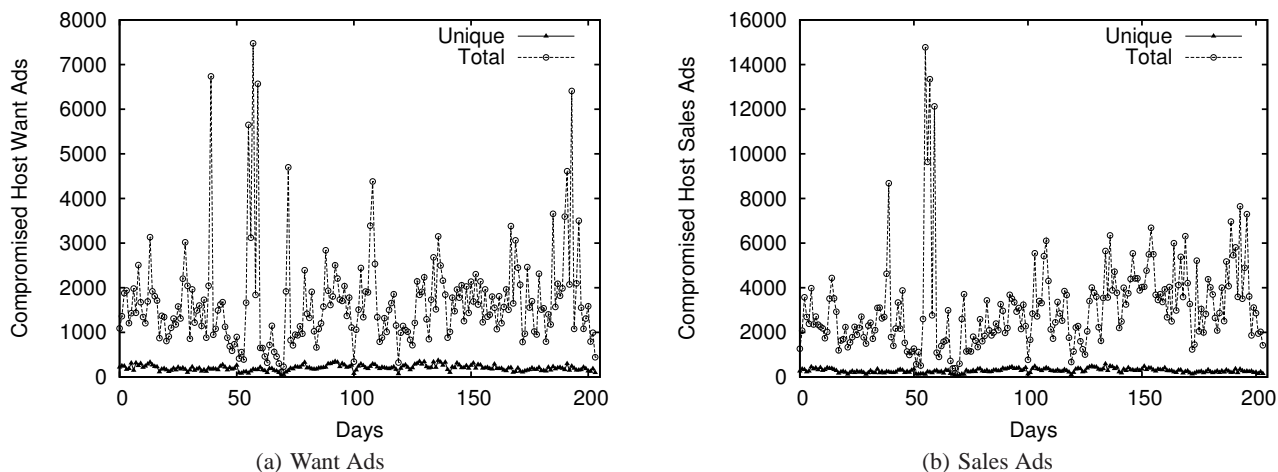 8000
7000
6000
5000
4000
3000
2000
1000
0
Compromised Host Want Ads
Unique
Total
0 50 100 150 200
Days
(a) Want Ads
16000
14000
12000
10000
8000
6000
4000
2000
0
Compromised Host Sales Ads
Unique
Total
0 50 100 150 200
Days
(b) Sales Ads